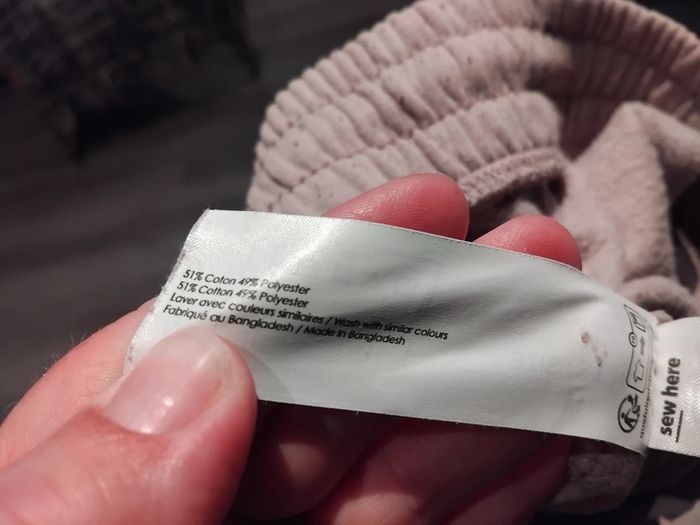 51% Coton 49% Polyester
51% Cotton 49% Polyester
Laver avec couleurs similaires / Wash with similar colours
Fabriqué au Bangladesh / Made in Bangladesh
sew here